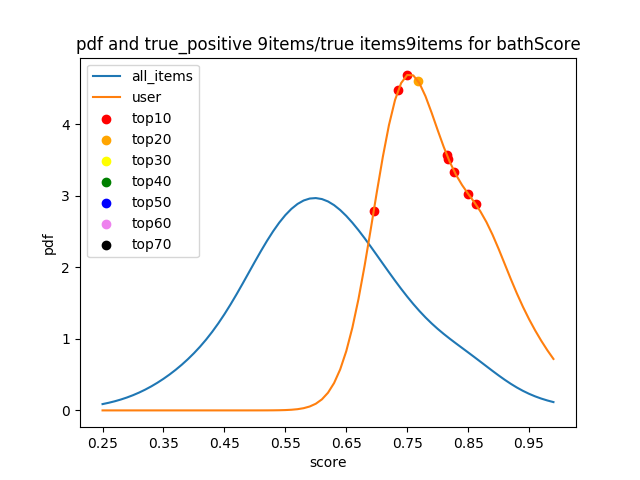 pdf and true_positive 9items/true items9items for bathScore
all_items
user
top10
top20
top30
top40
top50
top60
top70
pdf
4
3
2
1
0
0.25 0.35 0.45 0.55 0.65 0.75 0.85 0.95
score